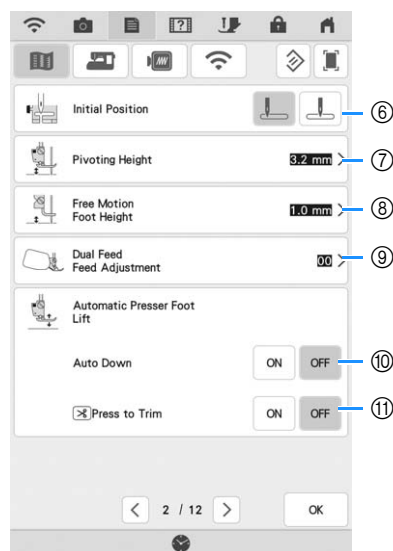 Initial Position
⑥
Pivoting Height
3.2 mm
⑦
Free Motion
Foot Height
1.0 mm
⑧
Dual Feed
Feed Adjustment
00
⑨
Automatic Presser Foot
Lift
Auto Down
ON
OFF
⑩
Press to Trim
ON
OFF
⑪
2 / 12
OK